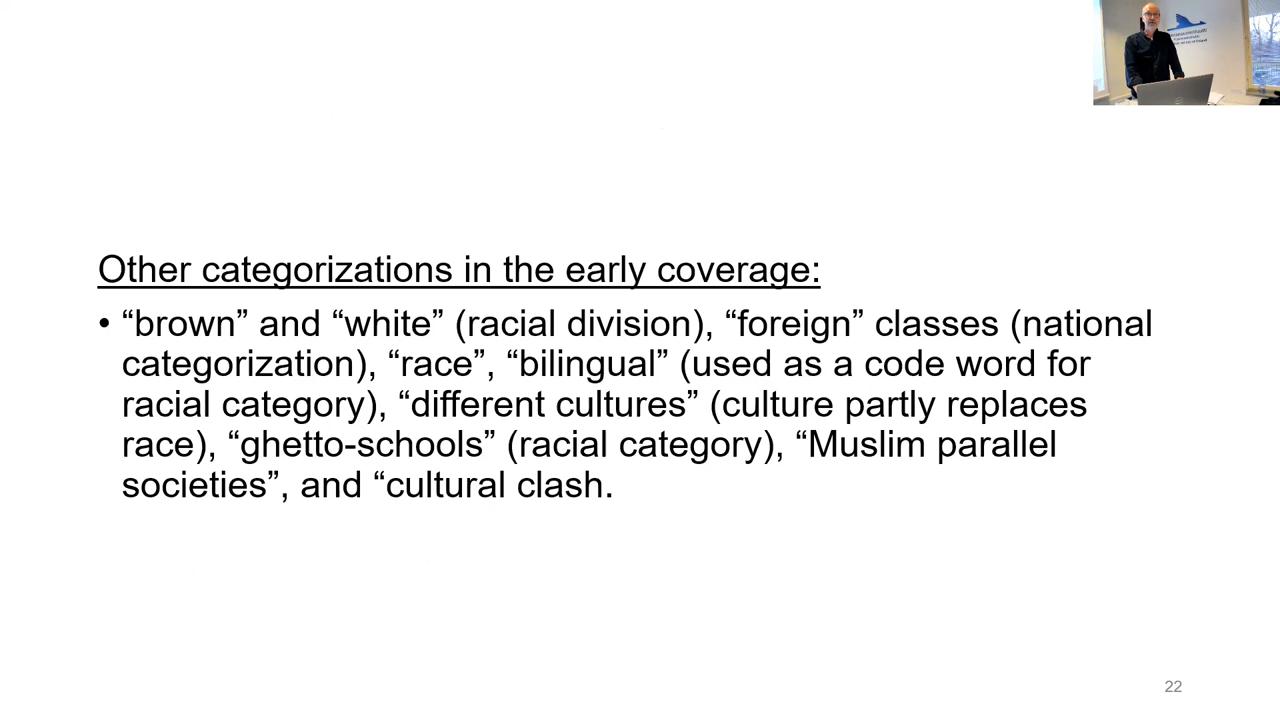 Other categorizations in the early coverage:
• “brown” and “white” (racial division), “foreign” classes (national
categorization), “race”, “bilingual” (used as a code word for
racial category), “different cultures” (culture partly replaces
race), “ghetto-schools” (racial category), “Muslim parallel
societies”, and “cultural clash.
22